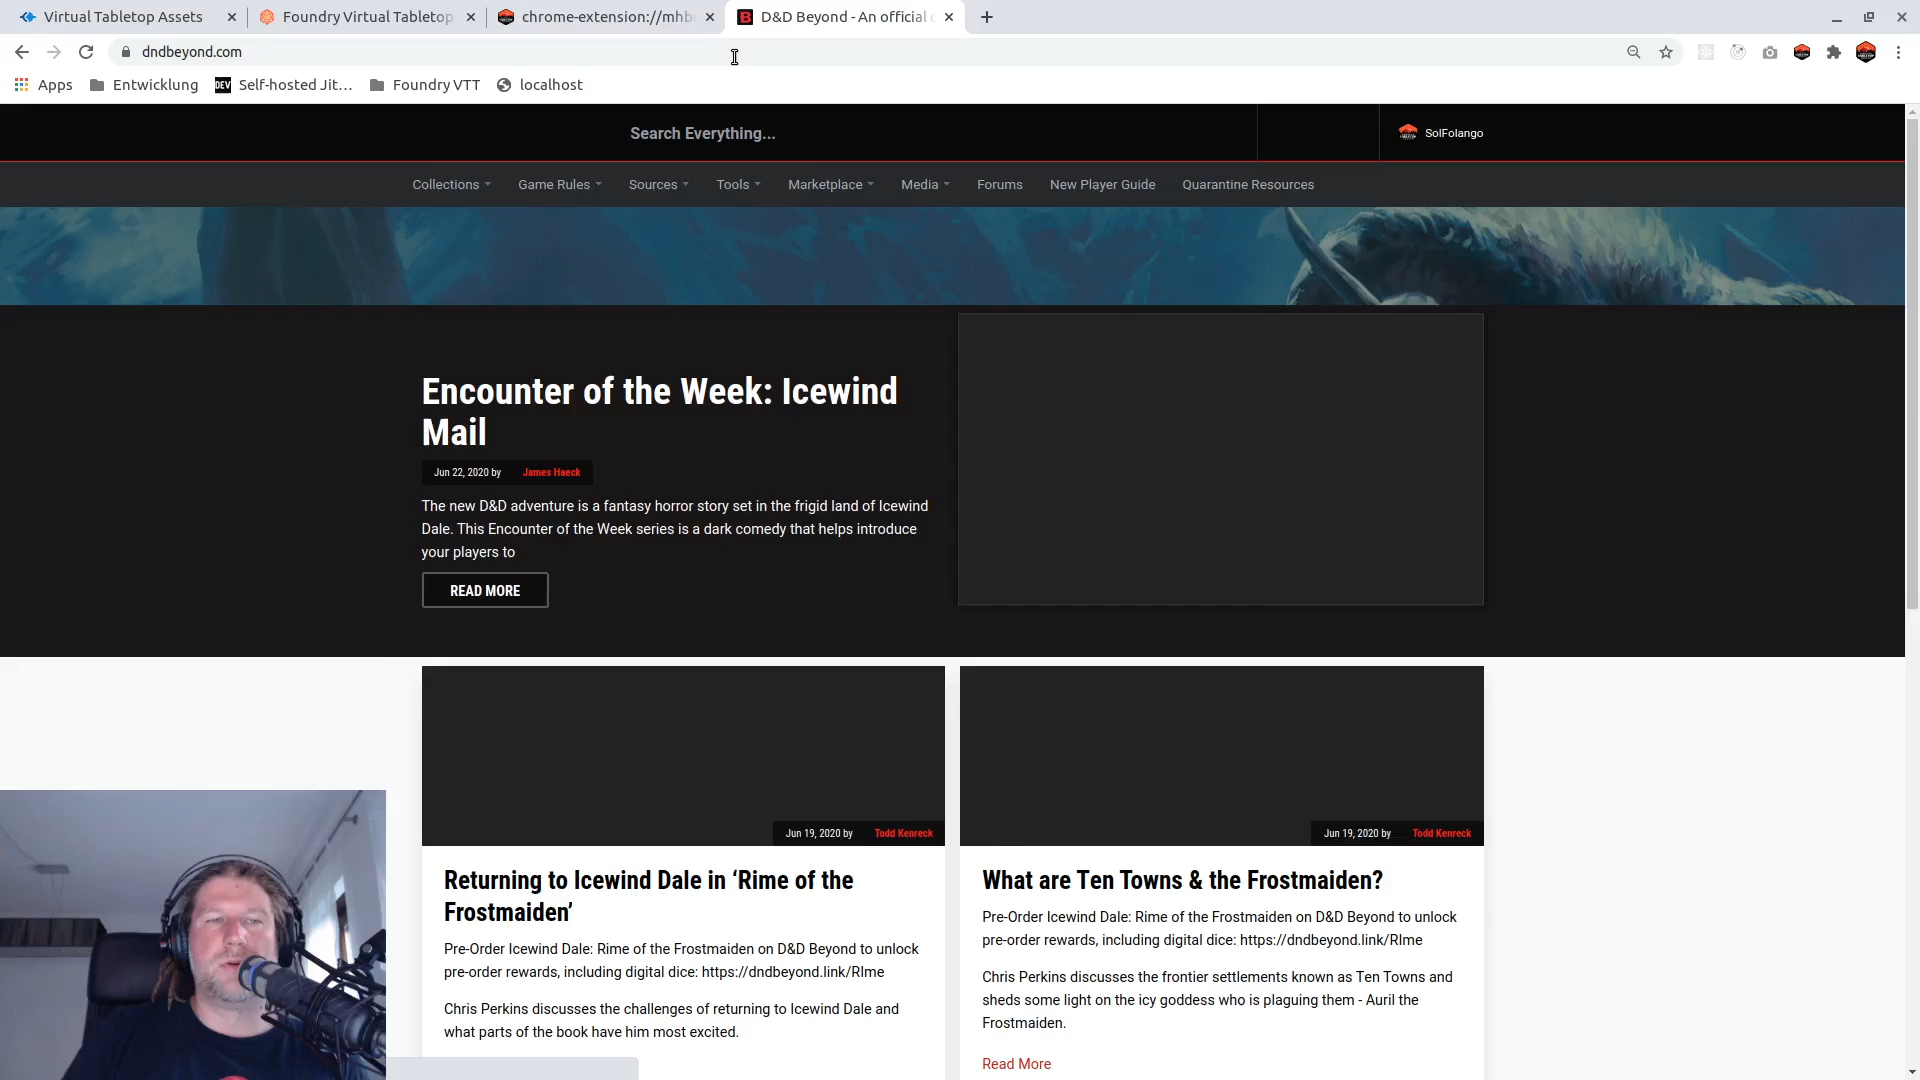 Virtual Tabletop Assets
Foundry Virtual Tabletop
chrome-extension://mhb
D&D Beyond - An official
dndbeyond.com
Apps
Entwicklung
DEV
Self-hosted Jit...
Foundry VTT
localhost
Search Everything...
SolFolango
Collections
Game Rules
Sources
Tools
Marketplace
Media
Forums
New Player Guide
Quarantine Resources
Encounter of the Week: Icewind
Mail
Jun 22, 2020 by James Haeck
The new D&D adventure is a fantasy horror story set in the frigid land of Icewind
Dale. This Encounter of the Week series is a dark comedy that helps introduce
your players to
READ MORE
Jun 19, 2020 by Todd Kenreck
Returning to Icewind Dale in ‘Rime of the
Frostmaiden’
Pre-Order Icewind Dale: Rime of the Frostmaiden on D&D Beyond to unlock
pre-order rewards, including digital dice: https://dndbeyond.link/RIme
Chris Perkins discusses the challenges of returning to Icewind Dale and
what parts of the book have him most excited.
Jun 19, 2020 by Todd Kenreck
What are Ten Towns & the Frostmaiden?
Pre-Order Icewind Dale: Rime of the Frostmaiden on D&D Beyond to unlock
pre-order rewards, including digital dice: https://dndbeyond.link/RIme
Chris Perkins discusses the frontier settlements known as Ten Towns and
sheds some light on the icy goddess who is plaguing them - Auril the
Frostmaiden.
Read More